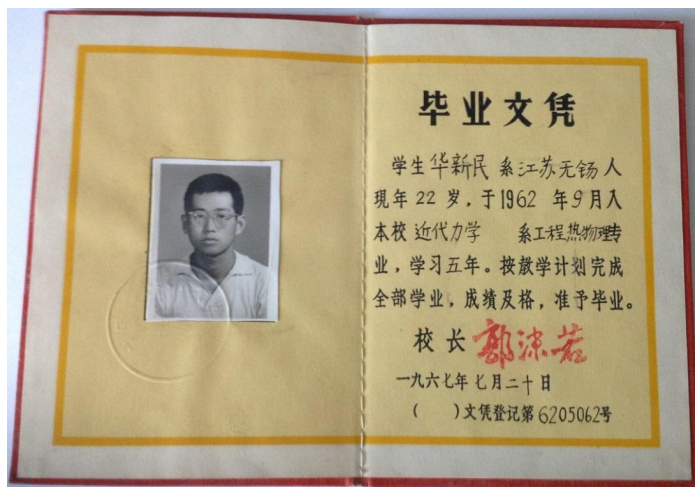 毕业文凭
学生华新民 系江苏无锡人
现年22岁，于1962年9月入
本校近代力学 系工程热物理专
业，学习五年。按教学计划完成
全部学业，成绩及格，准予毕业。
校长郭沫若
一九六七年七月二十日
（ ）文凭登记第6205062号